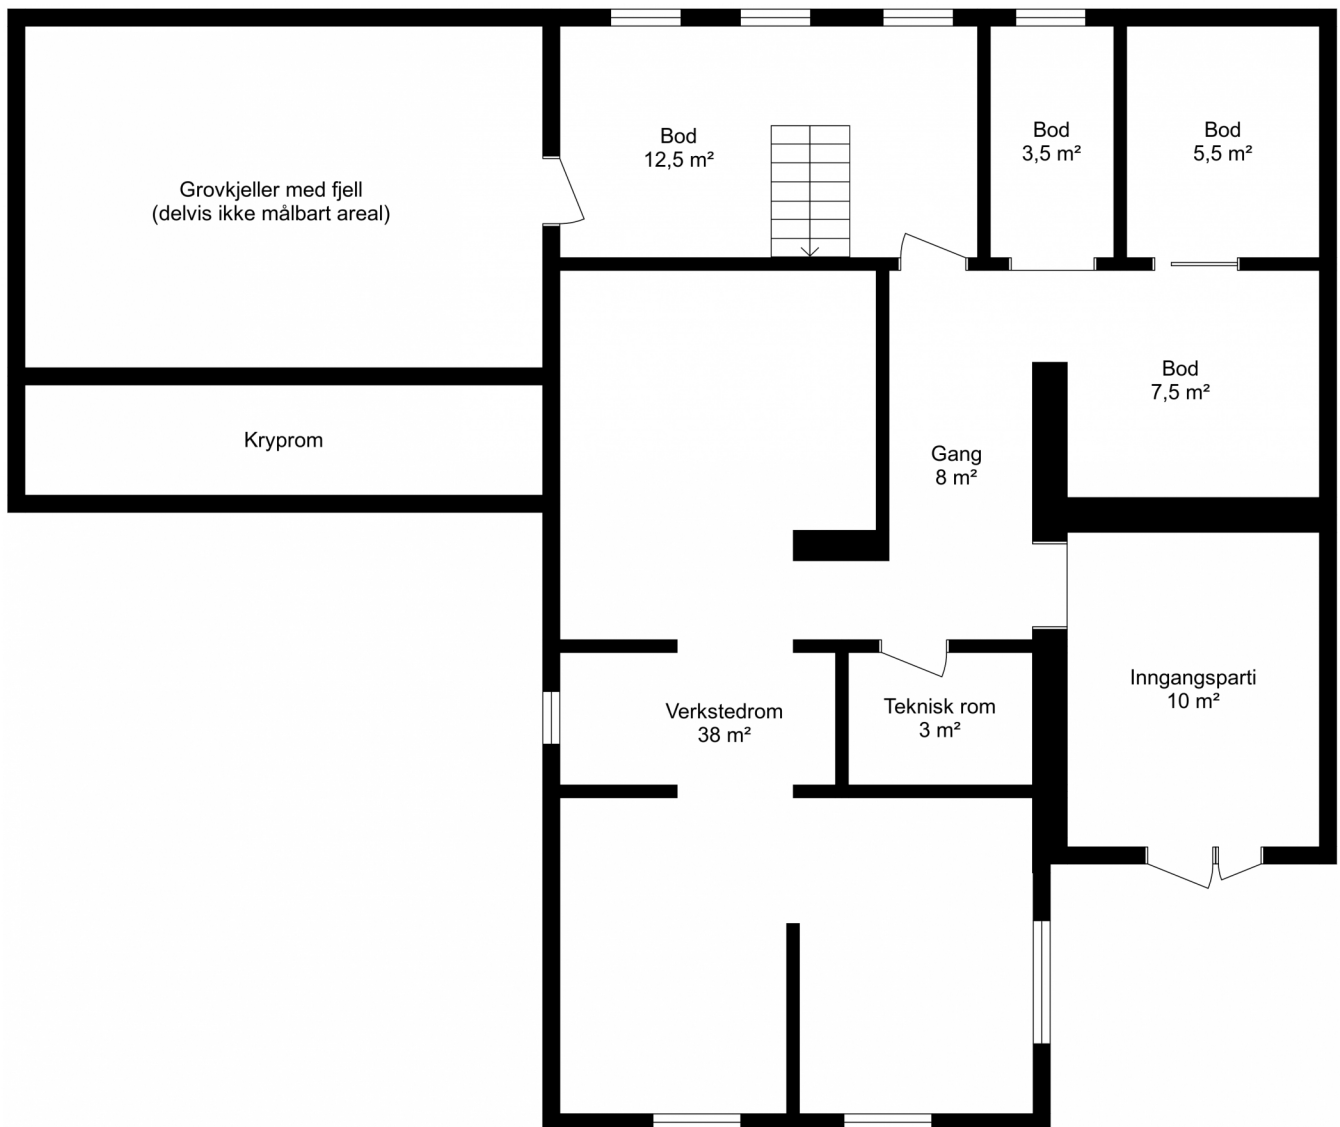 Bod
12,5 m²
Bod
3,5 m²
Bod
5,5 m²
Grovkjeller med fjell
(delvis ikke målbart areal)
Bod
7,5 m²
Kryprom
Gang
8 m²
Inngangsparti
10 m²
Verkstedrom
38 m²
Teknisk rom
3 m²